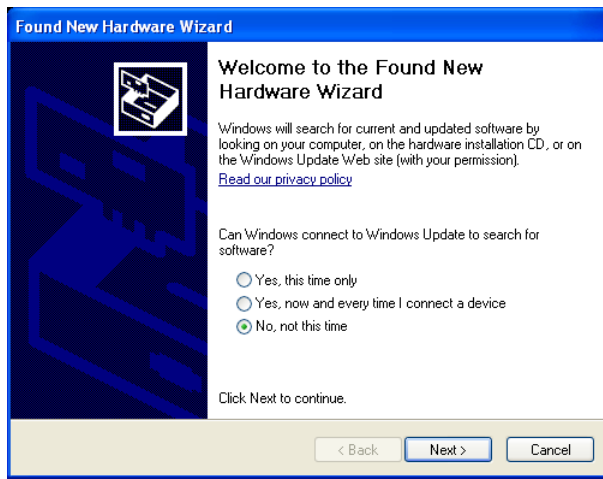 Found New Hardware Wizard
Welcome to the Found New
Hardware Wizard
Windows will search for current and updated software by
looking on your computer, on the hardware installation CD, or on
the Windows Update Web site (with your permission).
Read our privacy policy
Can Windows connect to Windows Update to search for
software?
Yes, this time only
Yes, now and every time I connect a device
No, not this time
Click Next to continue.
< Back
Next >
Cancel